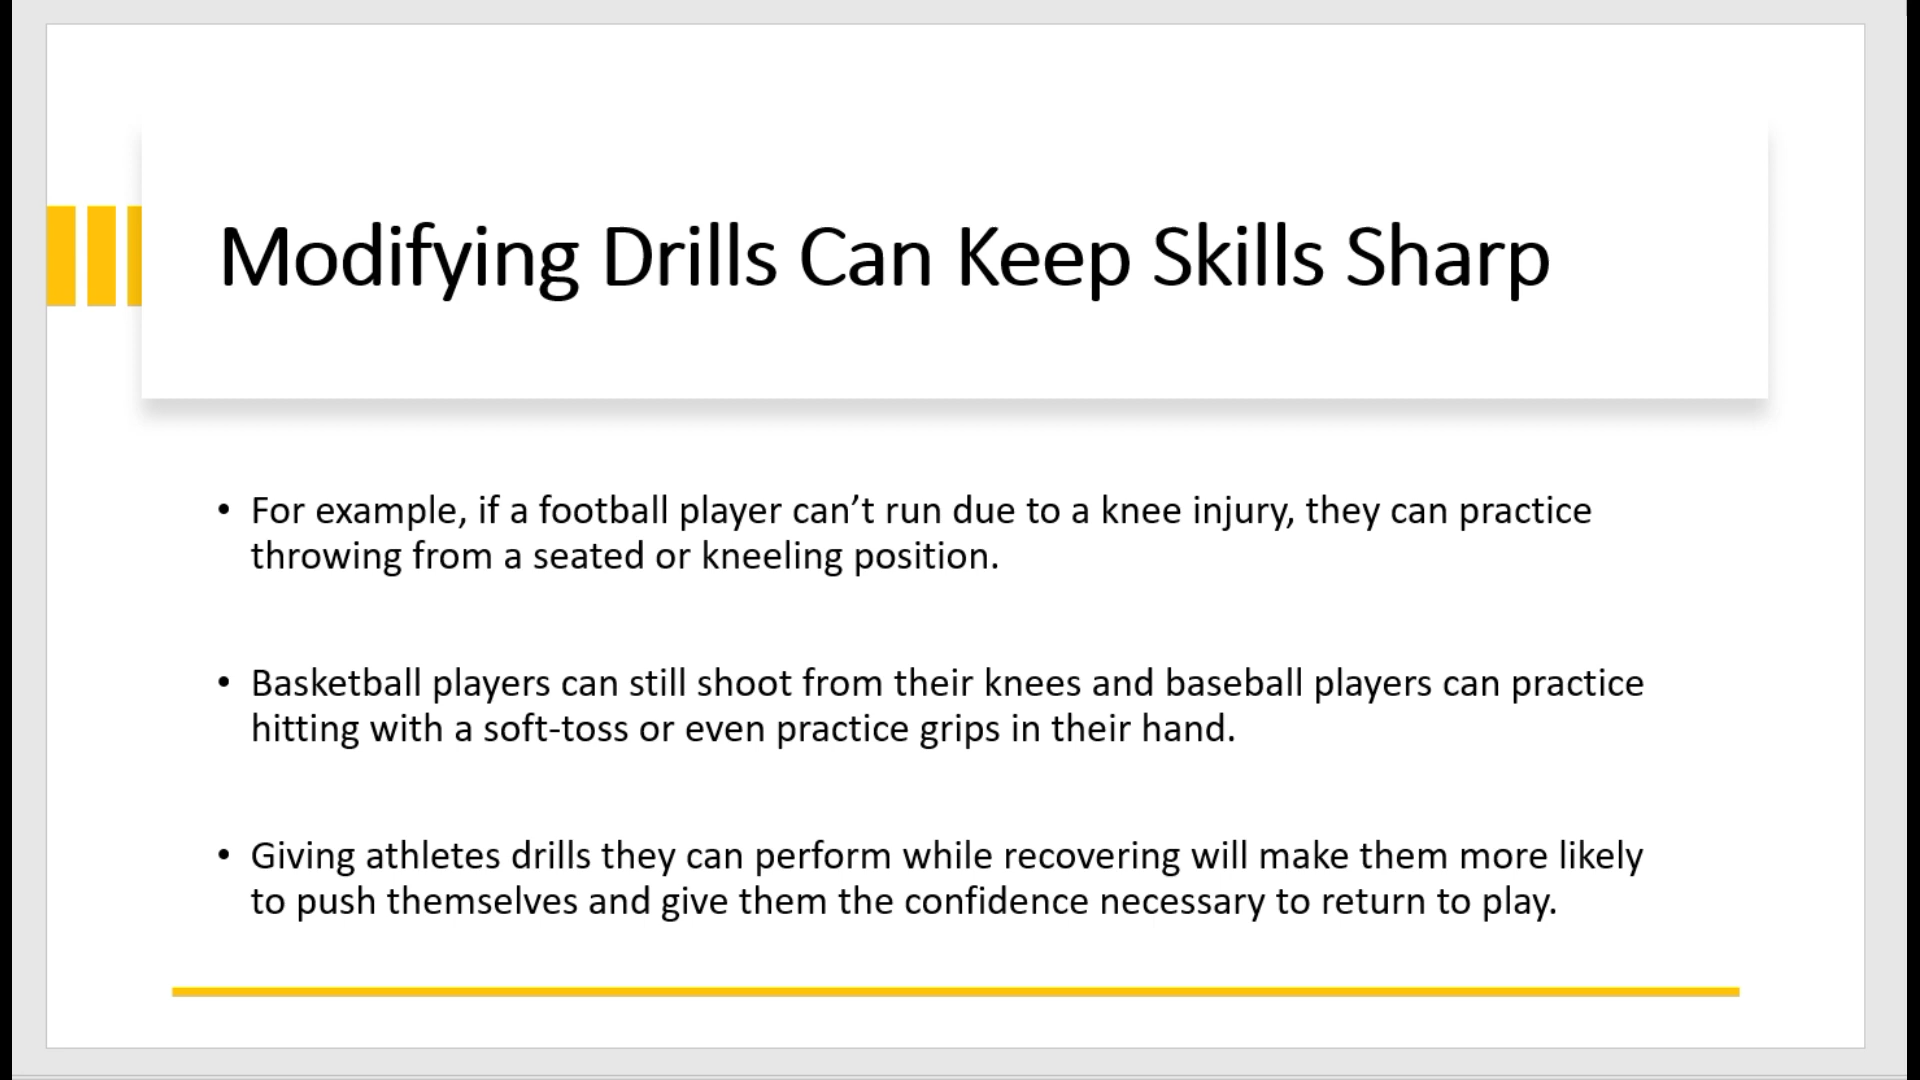 Modifying Drills Can Keep Skills Sharp
• For example, if a football player can’t run due to a knee injury, they can practice
throwing from a seated or kneeling position.
• Basketball players can still shoot from their knees and baseball players can practice
hitting with a soft-toss or even practice grips in their hand.
• Giving athletes drills they can perform while recovering will make them more likely
to push themselves and give them the confidence necessary to return to play.